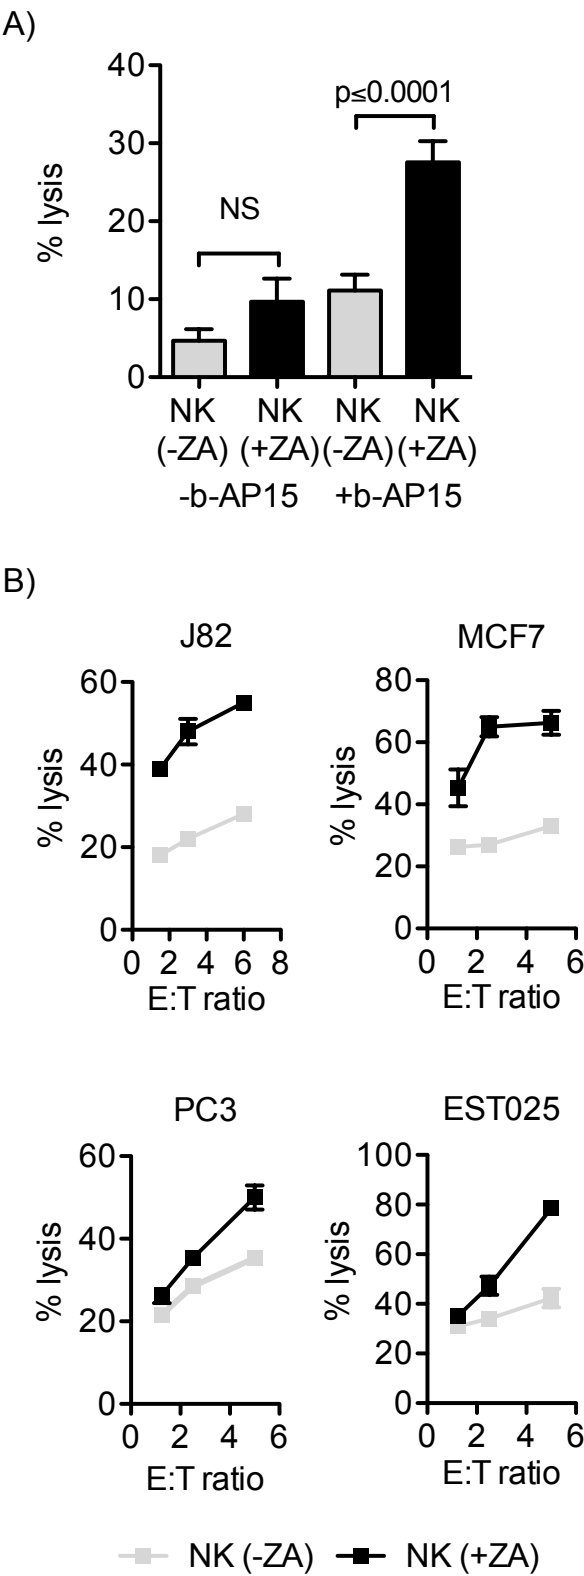 A)
40
30
20
10
0
% lysis
NS
p≤0.0001
NK NK NK NK
(-ZA) (+ZA) (-ZA) (+ZA)
-b-AP15 +b-AP15
B)
J82
60
40
20
0
% lysis
0 2 4 6 8
E:T ratio
MCF7
80
60
40
20
0
% lysis
0 2 4 6
E:T ratio
PC3
60
40
20
0
% lysis
0 2 4 6
E:T ratio
EST025
100
80
60
40
20
0
% lysis
0 2 4 6
E:T ratio
NK (-ZA) NK (+ZA)